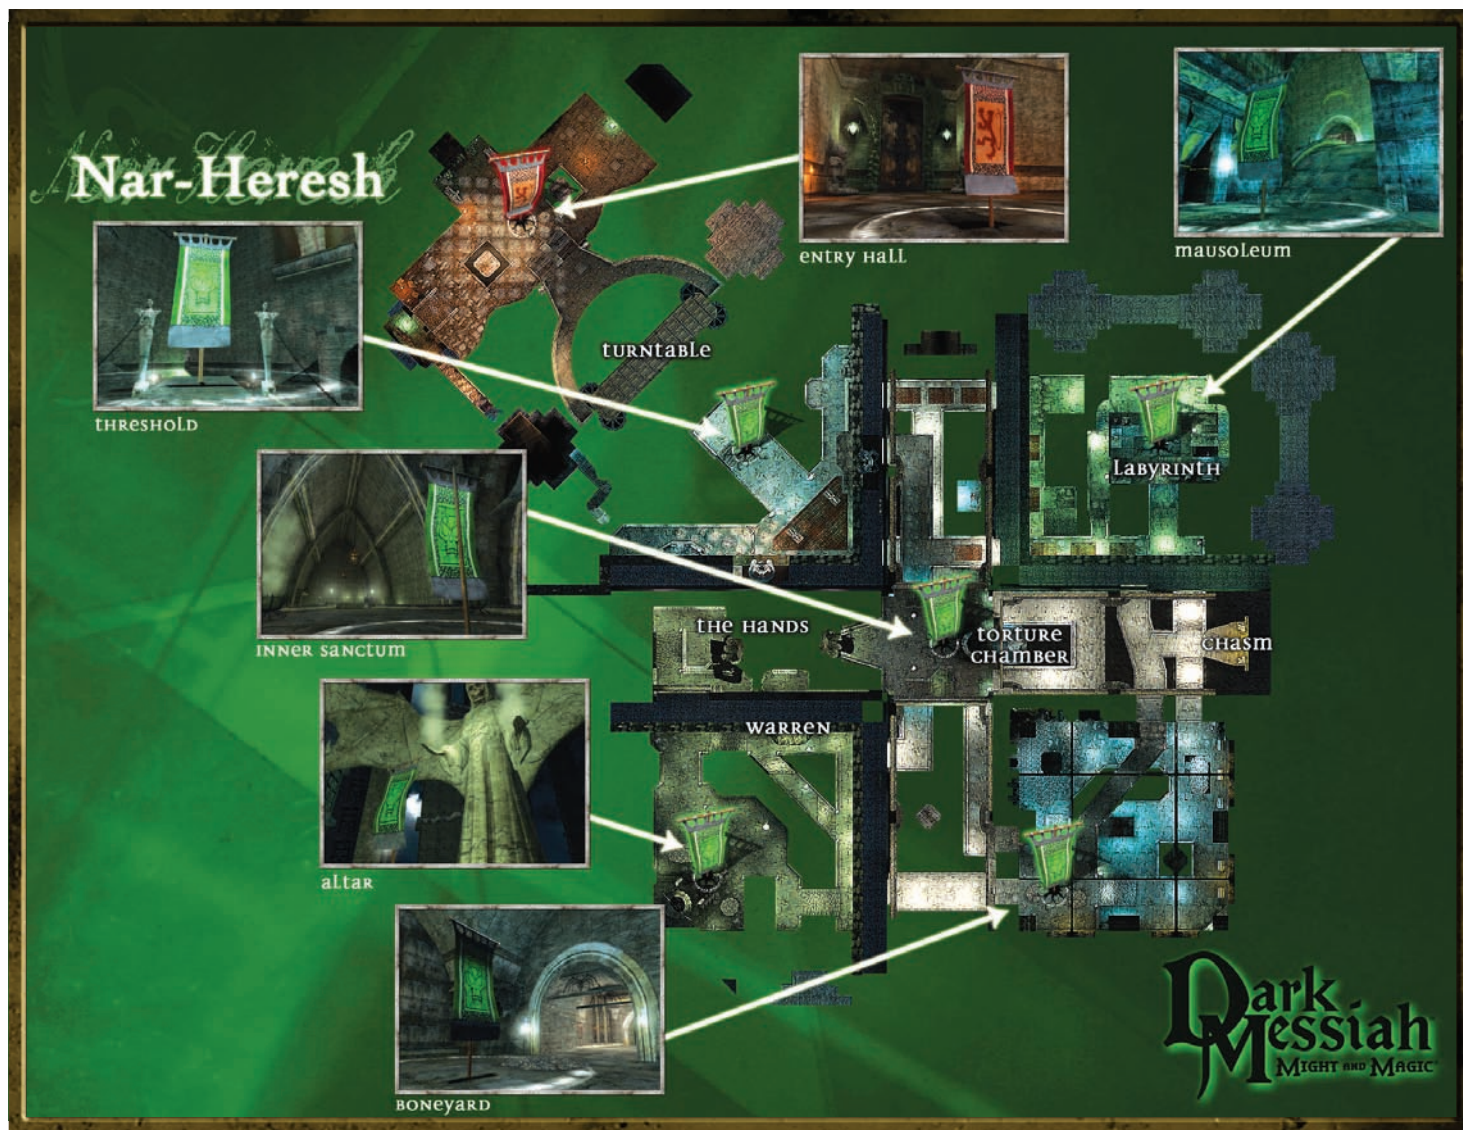 Nar-Heresh
entry hall
mausoleum
threshold
turntable
Labyrinth
inner sanctum
the hands
torture
chamber
chasm
warren
altar
Boneyard
Dark
Messiah
Might and Magic